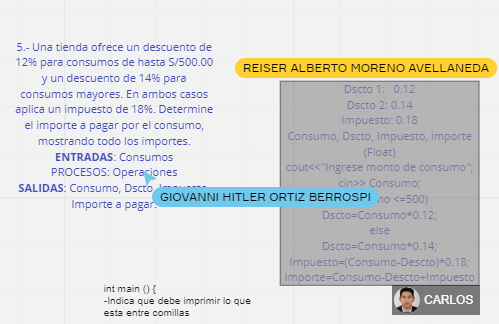 5.- Una tienda ofrece un descuento de
12% para consumos de hasta S/500.00
y un descuento de 14% para
consumos mayores. En ambos casos
aplica un impuesto de 18%. Determine
el importe a pagar por el consumo,
mostrando todo los importes.
ENTRADAS: Consumos
PROCESOS: Operaciones
SALIDAS: Consumo, Dscto, Impuesto,
Importe a pagar.
GIOVANNI HITLER ORTIZ BERROSPI
REISER ALBERTO MORENO AVELLANEDA
Dscto 1: 0.12
Dscto 2: 0.14
Impuesto: 0.18
Consumo, Dscto, Impuesto, importe
(Float)
cout<<"Ingrese monto de consumo";
cin>> Consumo;
<=500)
Dscto=Consumo*0.12;
else
Dscto=Consumo*0.14;
Impuesto=(Consumo-Descto)*0.18;
Importe=Consumo-Descto+Impuesto
CARLOS
int main () {
-Indica que debe imprimir lo que
esta entre comillas